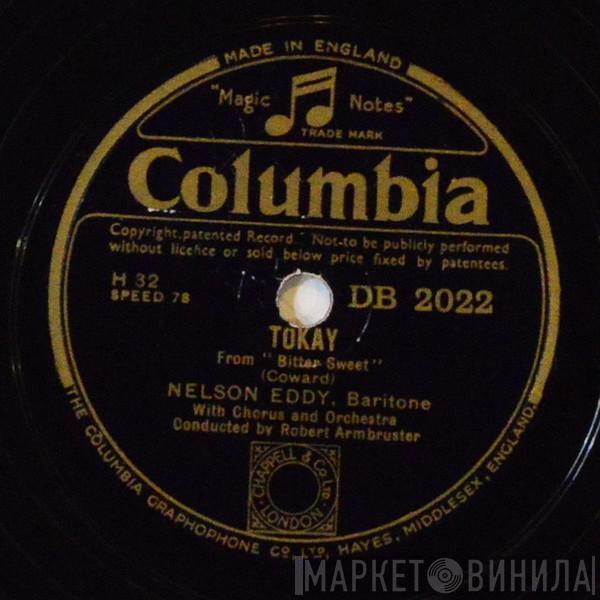 MADE IN ENGLAND
"Magic Notes"
TRADE MARK
Columbia
Copyright, patented Record. Not to be publicly performed
without licence or sold below price fixed by patentees.
H 32
SPEED 78
DB 2022
TOKAY
From "Bitter Sweet"
(Coward)
NELSON EDDY, Baritone
With Chorus and Orchestra
Conducted by Robert Armbruster
CHAPPELL & Co LTD.
LONDON
THE COLUMBIA GRAPHOPHONE CO. LTD., HAYES, MIDDLESEX, ENGLAND.
МАРКЕТ ВИНИЛА